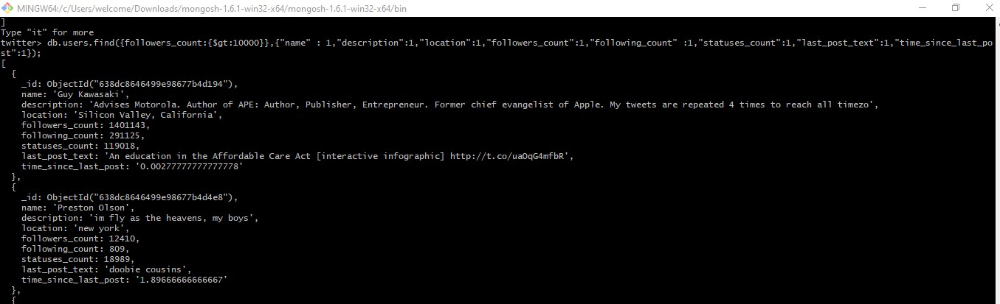 MINGW64:/c/Users/welcome/Downloads/mongosh-1.6.1-win32-x64/mongosh-1.6.1-win32-x64/bin
]
Type "it" for more
twitter> db.users.find({followers_count:{$gt:10000}},{"name" : 1,"description":1,"location":1,"followers_count":1,"following_count" :1,"statuses_count":1,"last_post_text":1,"time_since_last_po
st":1});
[
  {
    _id: ObjectId("638dc8646499e98677b4d194"),
    name: 'Guy Kawasaki',
    description: 'Advises Motorola. Author of APE: Author, Publisher, Entrepreneur. Former chief evangelist of Apple. My tweets are repeated 4 times to reach all timezo',
    location: 'Silicon Valley, California',
    followers_count: 1401143,
    following_count: 291125,
    statuses_count: 119018,
    last_post_text: 'An education in the Affordable Care Act [interactive infographic] http://t.co/uaOqG4mfbR',
    time_since_last_post: '0.00277777777777778'
  },
  {
    _id: ObjectId("638dc8646499e98677b4d4e8"),
    name: 'Preston Olson',
    description: 'im fly as the heavens, my boys',
    location: 'new york',
    followers_count: 12410,
    following_count: 809,
    statuses_count: 18989,
    last_post_text: 'doobie cousins',
    time_since_last_post: '1.89666666666667'
  },
  {